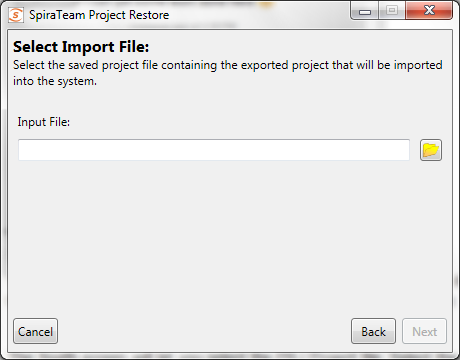 SpiraTeam Project Restore
Select Import File:
Select the saved project file containing the exported project that will be imported
into the system.
Input File:
Cancel
Back
Next